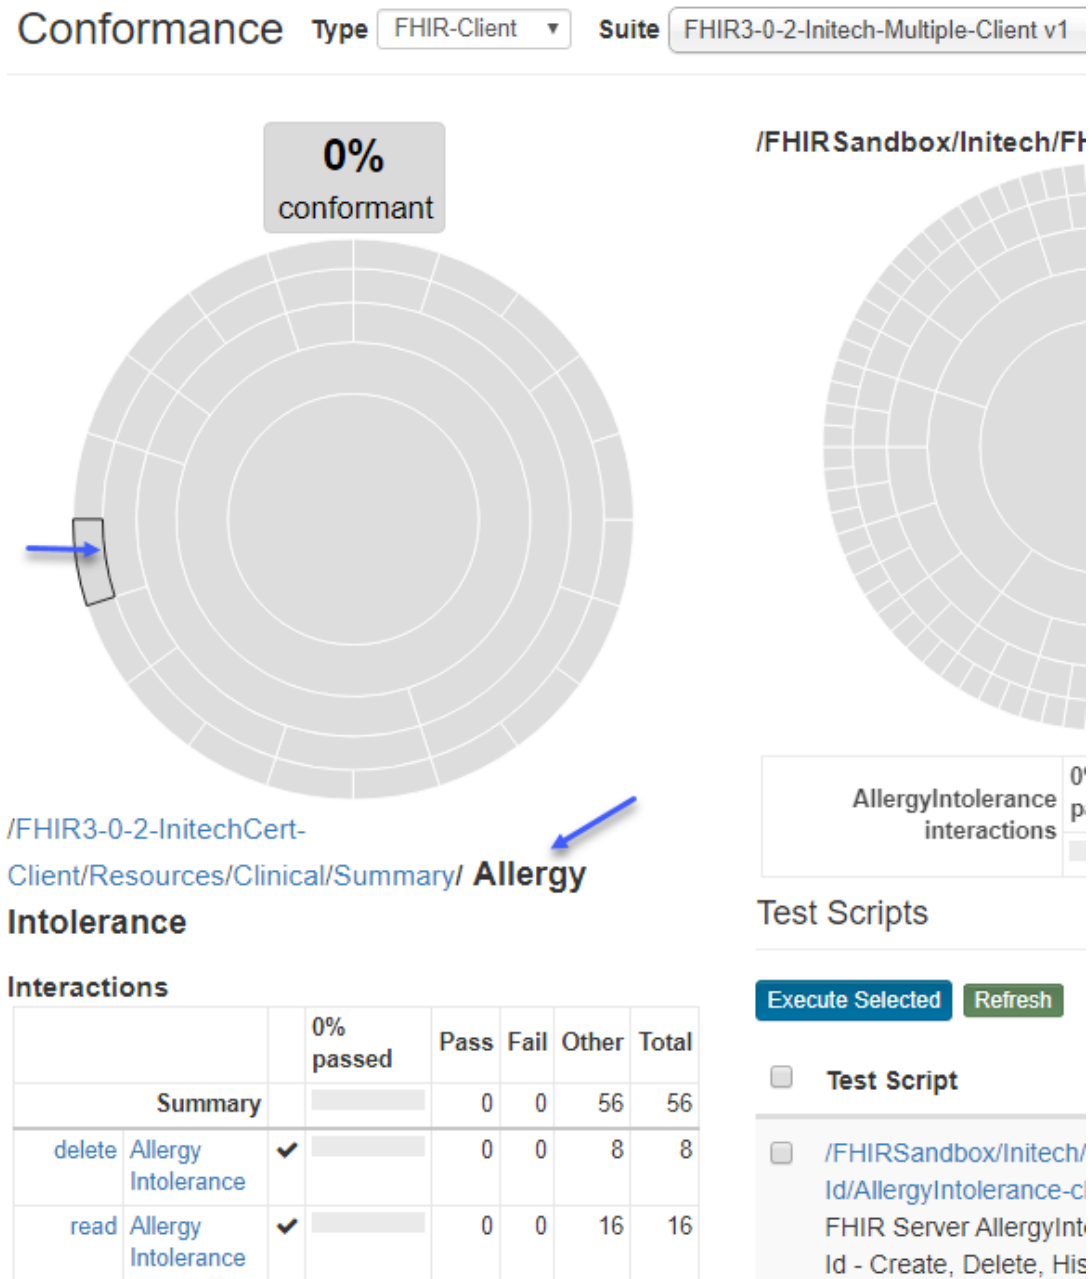 Conformance Type FHIR-Client Suite FHIR3-0-2-Initech-Multiple-Client v1
0%
conformant
/FHIR3-0-2-InitechCert-
Client/Resources/Clinical/Summary/ Allergy
Intolerance
Interactions
0%
passed Pass Fail Other Total
Summary 0 0 56 56
delete Allergy
Intolerance 0 0 8 8
read Allergy
Intolerance 0 0 16 16
/FHIRSandbox/Initech/
AllergyIntolerance
interactions
Test Scripts
Execute Selected Refresh
Test Script
/FHIRSandbox/Initech/
Id/AllergyIntolerance-
FHIR Server
Id - Create, Delete,